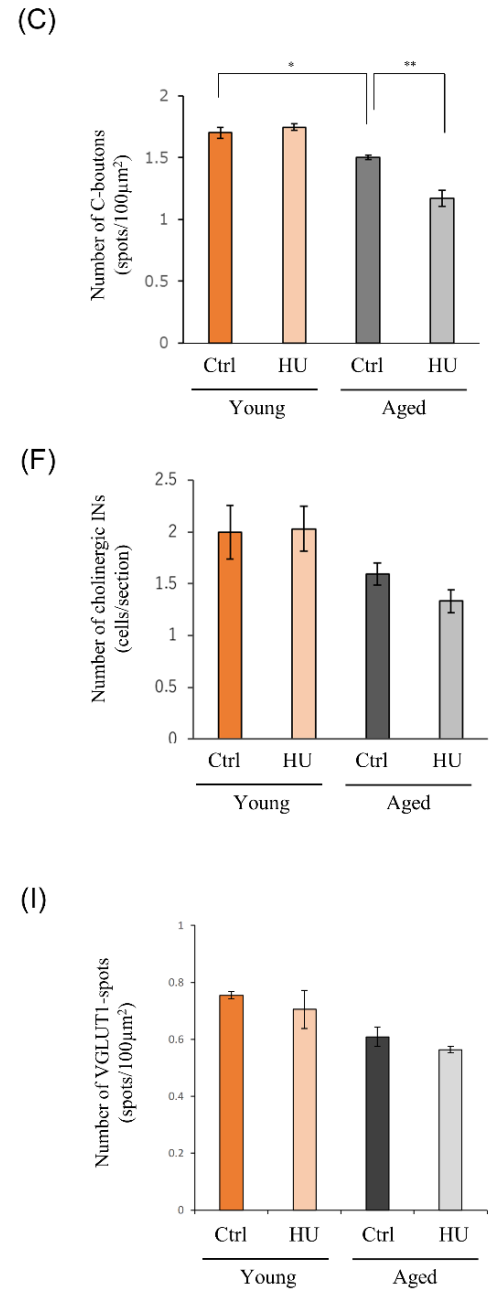 (C)
* **
Number of C-boutons
(spots/100μm²)
2
1.5
1
0.5
0
Ctrl HU Ctrl HU
Young Aged
(F)
Number of cholinergic INs
(cells/section)
2.5
2
1.5
1
0.5
0
Ctrl HU Ctrl HU
Young Aged
(I)
Number of VGLUT1-spots
(spots/100μm²)
1
0.8
0.6
0.4
0.2
0
Ctrl HU Ctrl HU
Young Aged